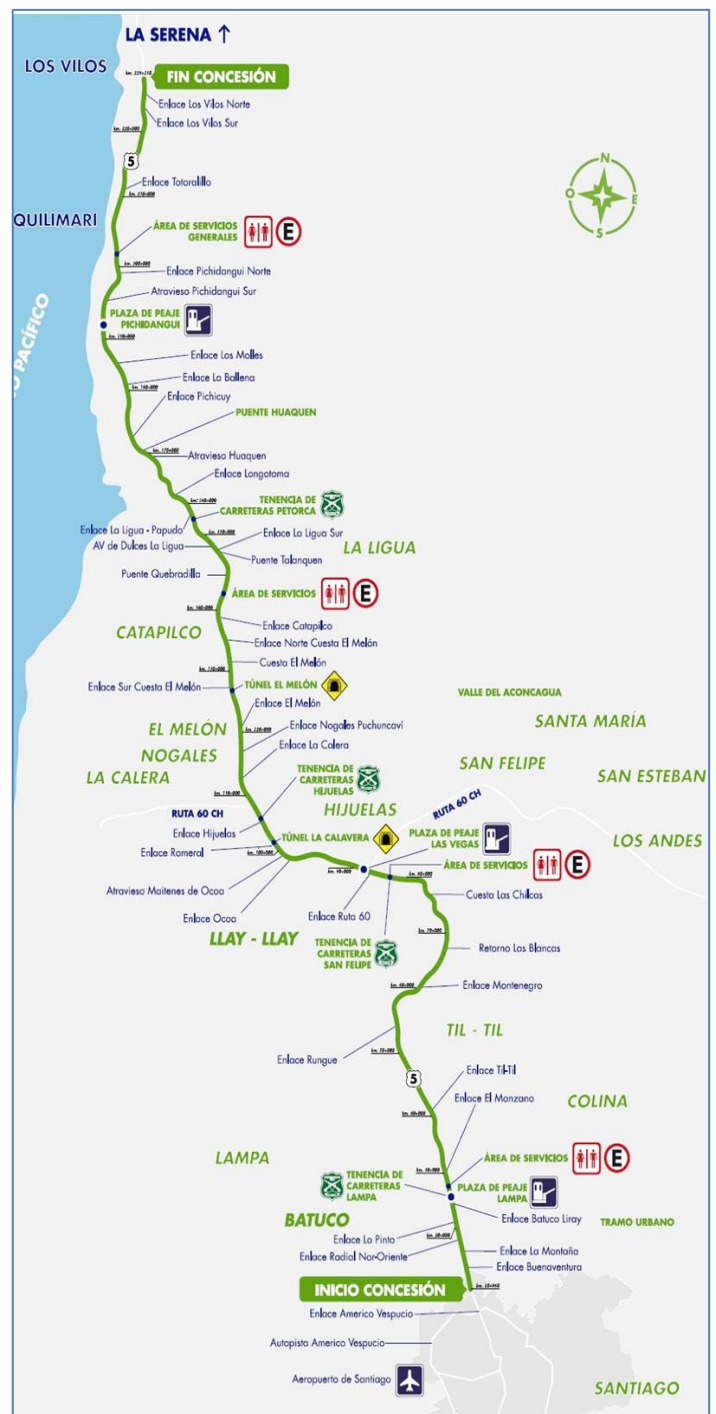 LA SERENA ↑
LOS VILOS
FIN CONCESIÓN
Enlace Los Vilos Norte
Enlace Los Vilos Sur
5
Enlace Totoralillo
QUILIMARI
ÁREA DE SERVICIOS
GENERALES
E
Enlace Pichidangui Norte
Atravieso Pichidangui Sur
PLAZA DE PEAJE
PICHIDANGUI
PACÍFICO
Enlace Los Molles
Enlace La Ballena
Enlace Pichicuy
PUENTE HUAQUEN
Atravieso Huaquen
Enlace Longotoma
TENENCIA DE
CARRETERAS PETORCA
Enlace La Ligua - Papudo
AV de Dulces La Ligua
Enlace La Ligua Sur
LA LIGUA
Puente Talanquen
Puente Quebradilla
ÁREA DE SERVICIOS
E
Enlace Catapilco
CATAPILCO
Enlace Norte Cuesta El Melón
Cuesta El Melón
Enlace Sur Cuesta El Melón
TÚNEL EL MELÓN
Enlace El Melón
VALLE DEL ACONCAGUA
SANTA MARÍA
EL MELÓN
Enlace Nogales Puchuncaví
NOGALES
Enlace La Calera
LA CALERA
TENENCIA DE
CARRETERAS
HIJUELAS
SAN FELIPE
SAN ESTEBAN
RUTA 60 CH
HIJUELAS
RUTA 60 CH
Enlace Hijuelas
TÚNEL LA CALAVERA
PLAZA DE PEAJE
LAS VEGAS
LOS ANDES
Enlace Romeral
ÁREA DE SERVICIOS
E
Atravieso Maitenes de Ocoa
Cuesta Las Chilcas
Enlace Ocoa
Enlace Ruta 60
LLAY - LLAY
TENENCIA DE
CARRETERAS
SAN FELIPE
Retorno Las Blancas
Enlace Montenegro
TIL - TIL
Enlace Rungue
5
Enlace Til-Til
Enlace El Manzano
COLINA
LAMPA
ÁREA DE SERVICIOS
E
TENENCIA DE
CARRETERAS
LAMPA
PLAZA DE PEAJE
LAMPA
BATUCO
Enlace Batuco Liray
TRAMO URBANO
Enlace Lo Pinto
Enlace Radial Nor-Oriente
Enlace La Montaña
Enlace Buenaventura
INICIO CONCESIÓN
Enlace Americo Vespucio
Autopista Americo Vespucio
Aeropuerto de Santiago
SANTIAGO
N
O
E
S